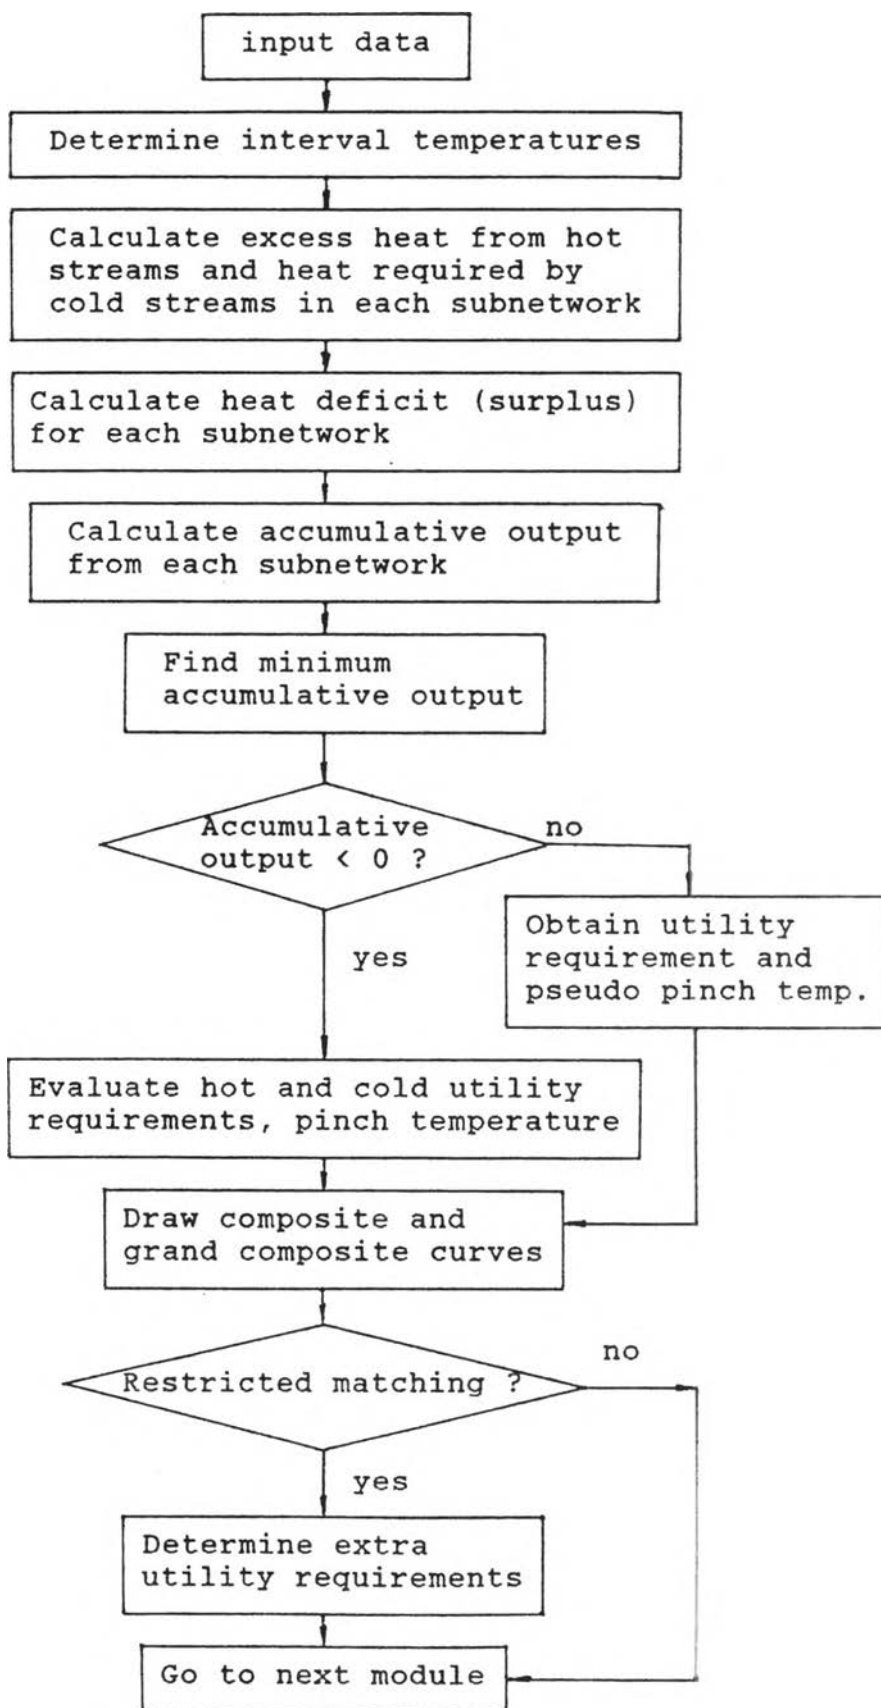 input data
Determine interval temperatures
Calculate excess heat from hot
streams and heat required by
cold streams in each subnetwork
Calculate heat deficit (surplus)
for each subnetwork
Calculate accumulative output
from each subnetwork
Find minimum
accumulative output
Accumulative
output < 0 ?
no
Obtain utility
requirement and
pseudo pinch temp.
yes
Evaluate hot and cold utility
requirements, pinch temperature
Draw composite and
grand composite curves
Restricted matching ?
no
yes
Determine extra
utility requirements
Go to next module